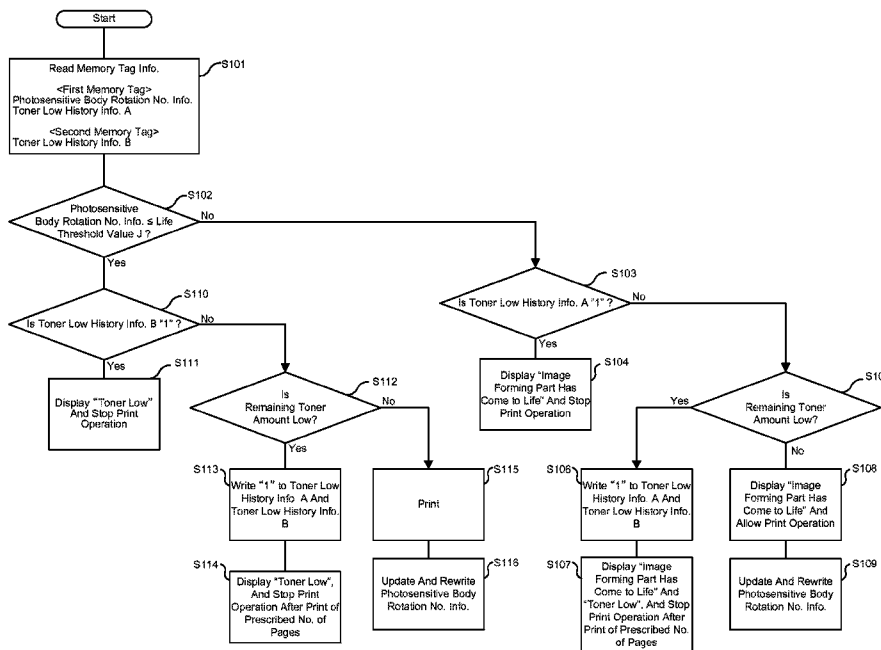 Start
Read Memory Tag Info.
<First Memory Tag>
Photosensitive Body Rotation No. Info.
Toner Low History Info. A
<Second Memory Tag>
Toner Low History Info. B
S101
Photosensitive
Body Rotation No. Info. ≤ Life
Threshold Value J ?
S102
No
Yes
Is Toner Low History Info. A "1" ?
S103
No
Yes
Is Toner Low History Info. B "1" ?
S110
No
Yes
Display "Image
Forming Part Has
Come to Life" And Stop
Print Operation
S104
Display "Toner Low"
And Stop Print
Operation
S111
Is
Remaining Toner
Amount Low?
S112
No
Yes
Is
Remaining Toner
Amount Low?
S10
Yes
No
S113
Write "1" to Toner Low
History Info. A And
Toner Low History Info.
B
S115
Print
S106
Write "1" to Toner Low
History Info. A And
Toner Low History Info.
B
S108
Display "Image
Forming Part Has
Come to Life" And
Allow Print Operation
S114
Display "Toner Low",
And Stop Print
Operation After Print of
Prescribed No. of
Pages
S116
Update And Rewrite
Photosensitive Body
Rotation No. Info.
S107
Display "Image
Forming Part Has
Come to Life" And
"Toner Low", And Stop
Print Operation After
Print of Prescribed No.
of Pages
S109
Update And Rewrite
Photosensitive Body
Rotation No. Info.